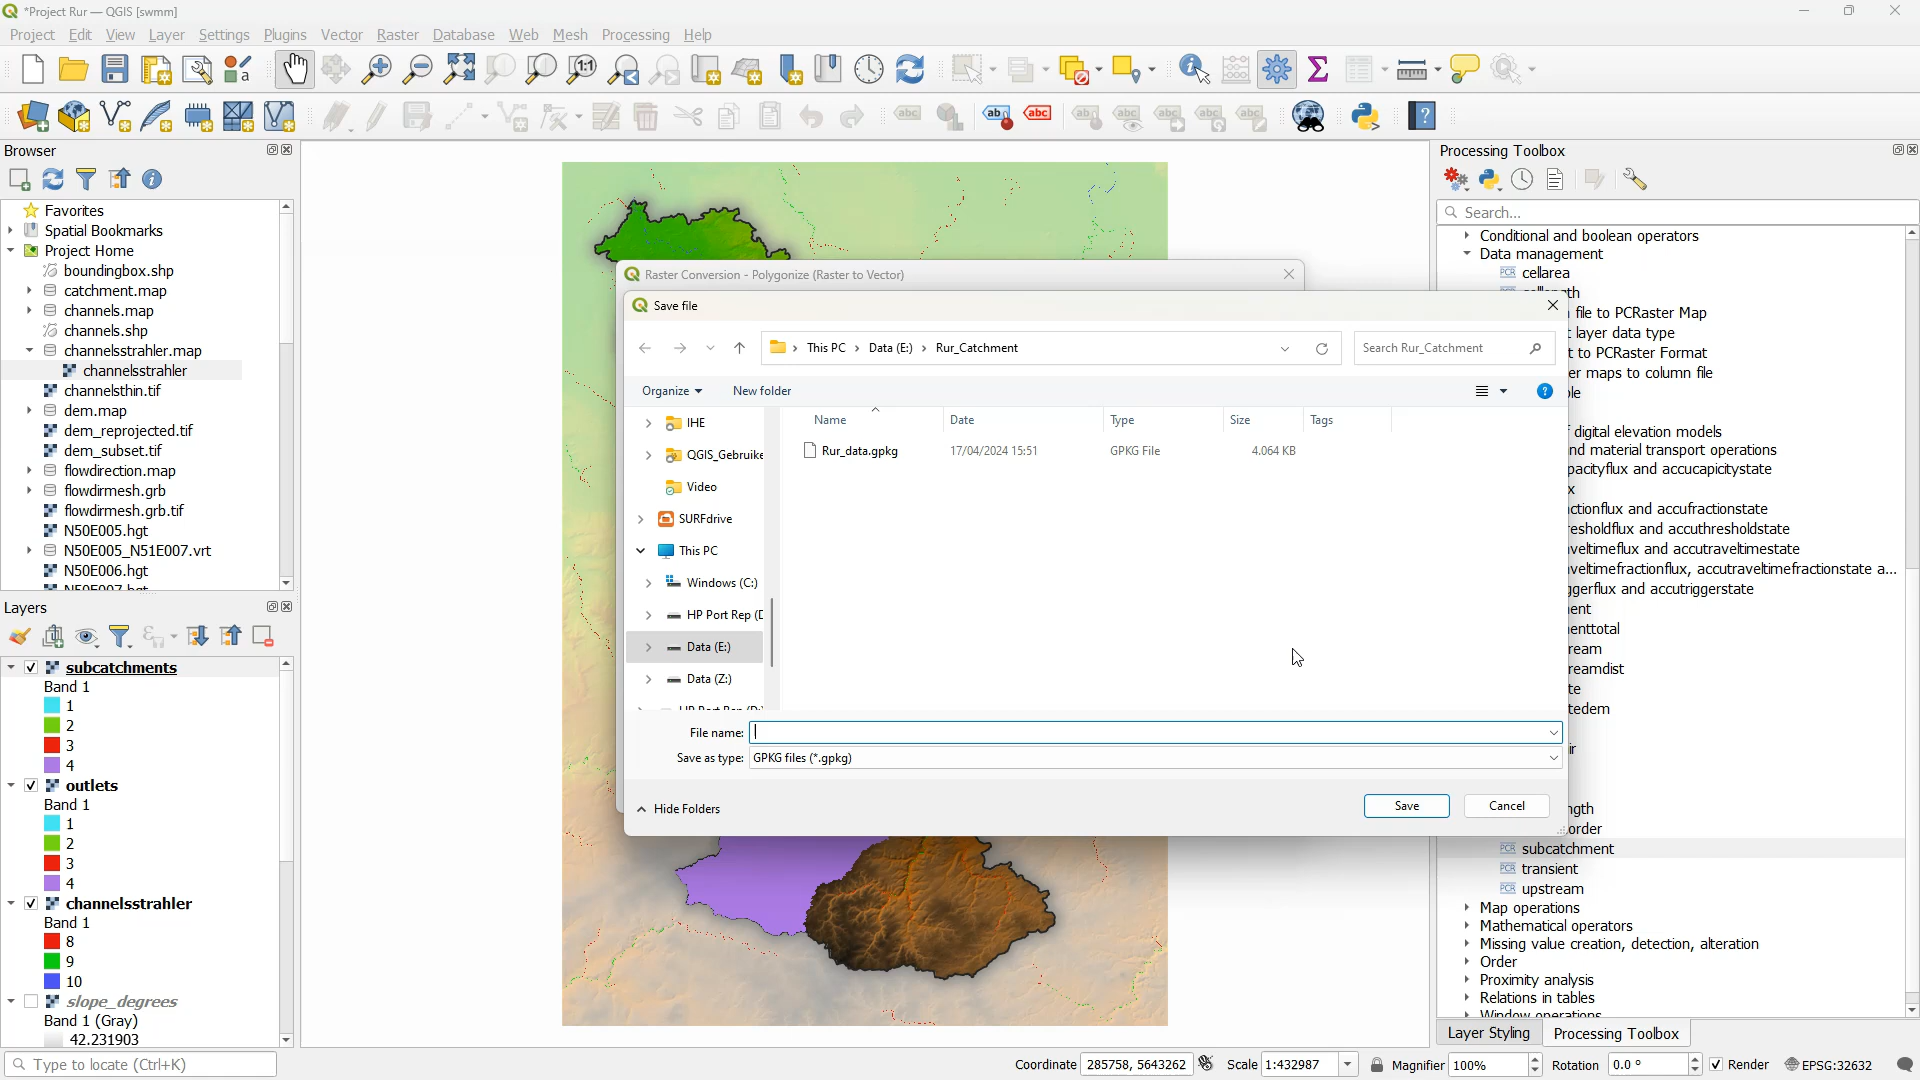 *Project Rur — QGIS [swmm]
Project Edit View Layer Settings Plugins Vector Raster Database Web Mesh Processing Help
Browser
Favorites
Spatial Bookmarks
Project Home
boundingbox.shp
catchment.map
channels.map
channels.shp
channelsstrahler.map
channelsstrahler
channelsthin.tif
dem.map
dem_reprojected.tif
dem_subset.tif
flowdirection.map
flowdirmesh.grb
flowdirmesh.grb.tif
N50E005.hgt
N50E005_N51E007.vrt
N50E006.hgt
Layers
subcatchments
Band 1
1
2
3
4
outlets
Band 1
1
2
3
4
channelsstrahler
Band 1
8
9
10
slope_degrees
Band 1 (Gray)
42.231903
Type to locate (Ctrl+K)
Raster Conversion - Polygonize (Raster to Vector)
Save file
This PC
Data (E:)
Rur_Catchment
Search Rur_Catchment
Organize
New folder
IHE
QGIS_Gebruike
Video
SURFdrive
This PC
Windows (C:)
HP Port Rep (
Data (E:)
Data (Z:)
Name Date Type Size Tags
Rur_data.gpkg 17/04/2024 15:51 GPKG File 4.064 KB
File name:
Save as type: GPKG files (*.gpkg)
Hide Folders
Save
Cancel
Processing Toolbox
Search...
Conditional and boolean operators
Data management
cellarea
file to PCRaster Map
layer data type
to PCRaster Format
er maps to column file
digital elevation models
nd material transport operations
pacityflux and accucapicitystate
ctionflux and accufractionstate
resholdflux and accuthresholdstate
veltimeflux and accutraveltimestate
veltimefractionflux, accutraveltimefractionstate a...
ggerflux and accutriggerstate
ent
enttotal
ream
reamdist
te
tedem
ir
ngth
order
subcatchment
transient
upstream
Map operations
Mathematical operators
Missing value creation, detection, alteration
Order
Proximity analysis
Relations in tables
Window operations
Layer Styling
Processing Toolbox
Coordinate 285758, 5643262 Scale 1:432987 Magnifier 100% Rotation 0.0 ° Render EPSG:32632